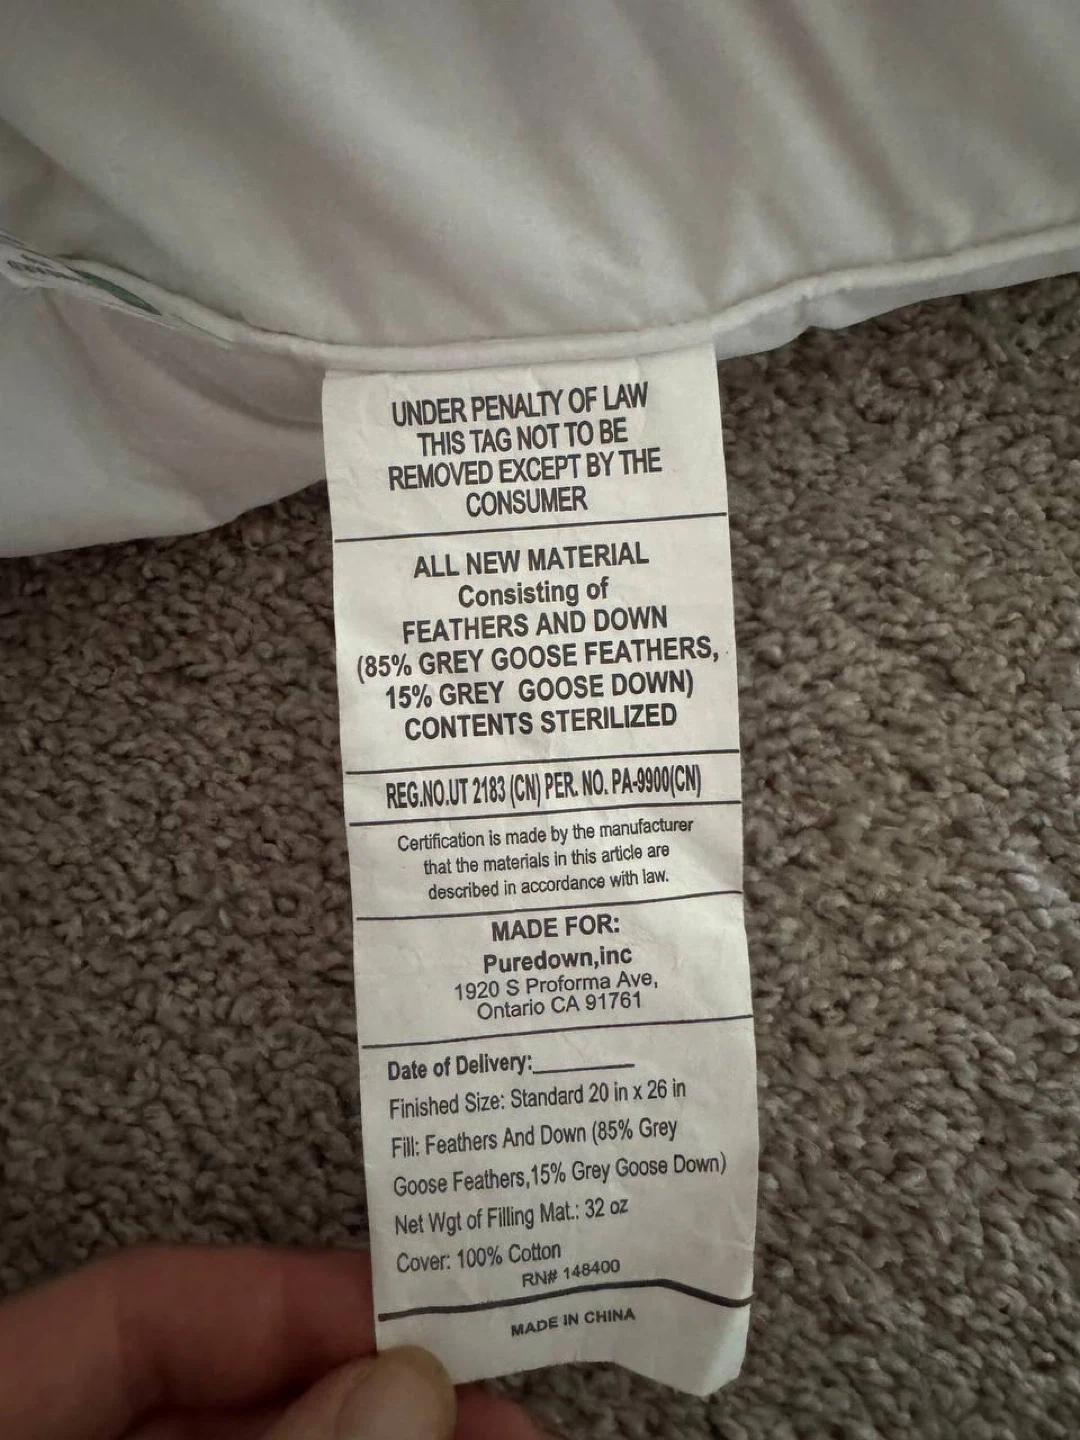 UNDER PENALTY OF LAW
THIS TAG NOT TO BE
REMOVED EXCEPT BY THE
CONSUMER
ALL NEW MATERIAL
Consisting of
FEATHERS AND DOWN
(85% GREY GOOSE FEATHERS,
15% GREY GOOSE DOWN)
CONTENTS STERILIZED
REG.NO.UT 2183 (CN) PER. NO. PA-9900(CN)
Certification is made by the manufacturer
that the materials in this article are
described in accordance with law.
MADE FOR:
Puredown,inc
1920 S Proforma Ave,
Ontario CA 91761
Date of Delivery:__________
Finished Size: Standard 20 in x 26 in
Fill: Feathers And Down (85% Grey
Goose Feathers,15% Grey Goose Down)
Net Wgt of Filling Mat.: 32 oz
Cover: 100% Cotton
RN# 148400
MADE IN CHINA